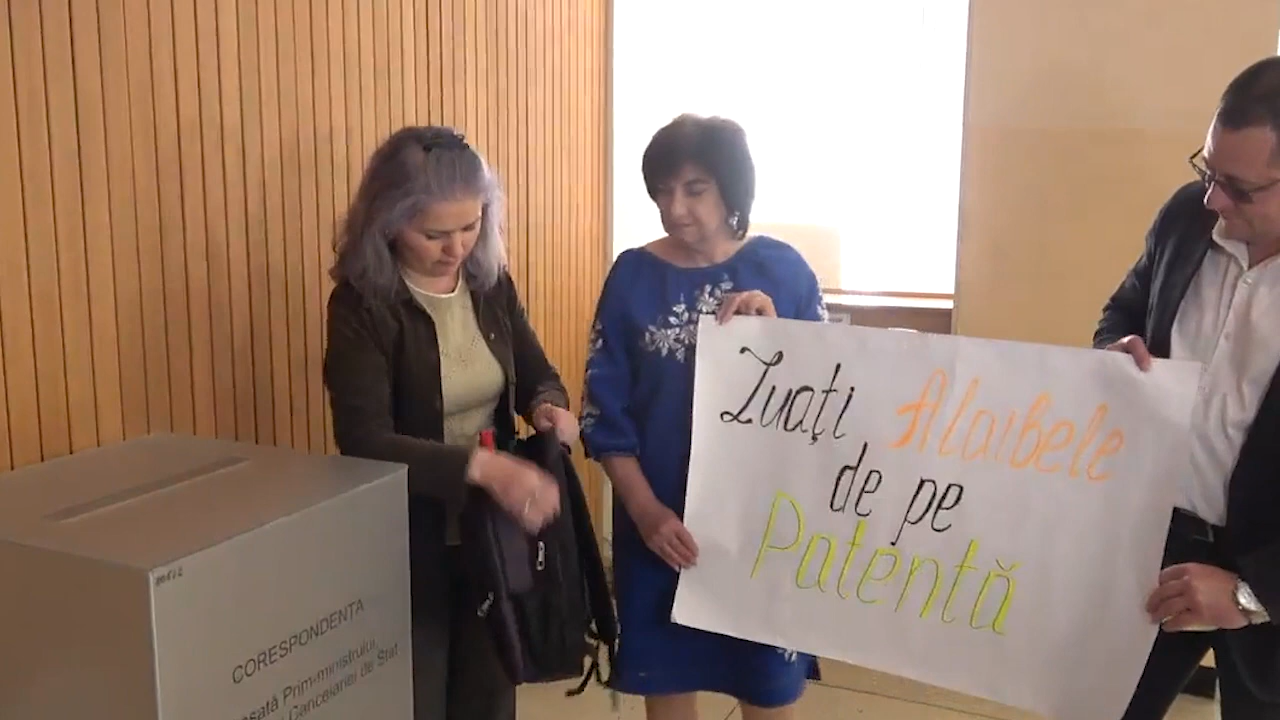 Luați Alaibele
de pe
Patentă
CORESPONDENTA
Prim-ministrului,
Cancelariei de Stat